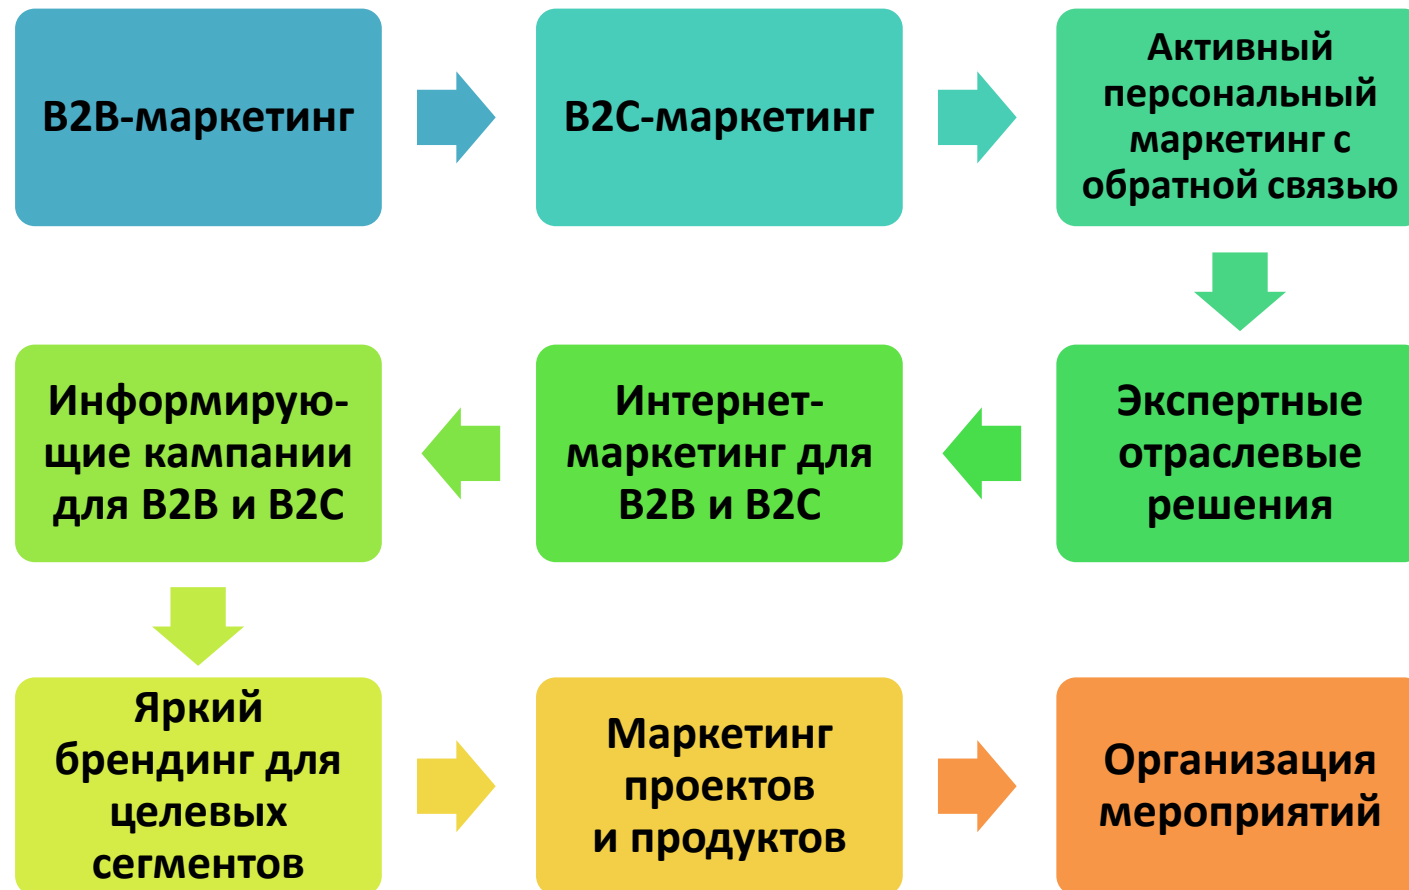 B2B-маркетинг
B2C-маркетинг
Активный
персональный
маркетинг с
обратной связью
Экспертные
отраслевые
решения
Интернет-
маркетинг для
B2B и B2C
Информирую-
щие кампании
для B2B и B2C
Яркий
брендинг для
целевых
сегментов
Маркетинг
проектов
и продуктов
Организация
мероприятий